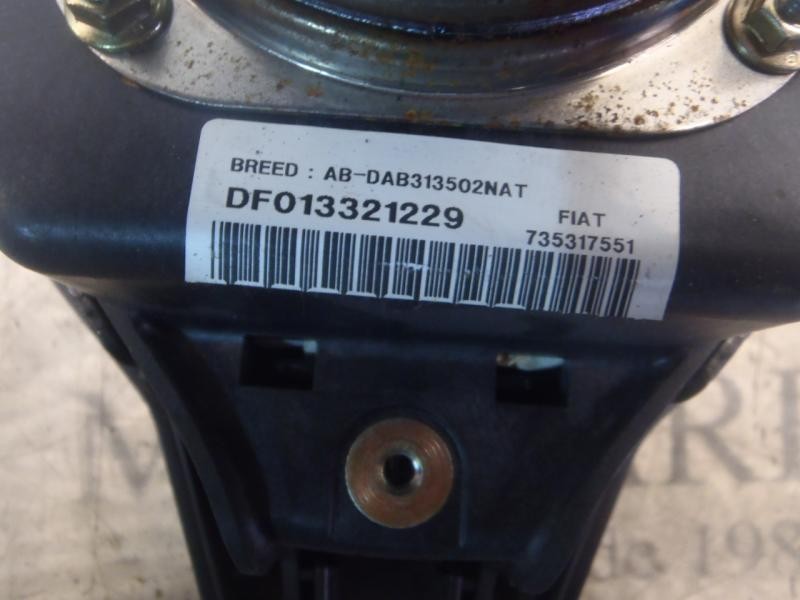 BREED : AB-DAB313502NAT
DF013321229
FIAT
735317551